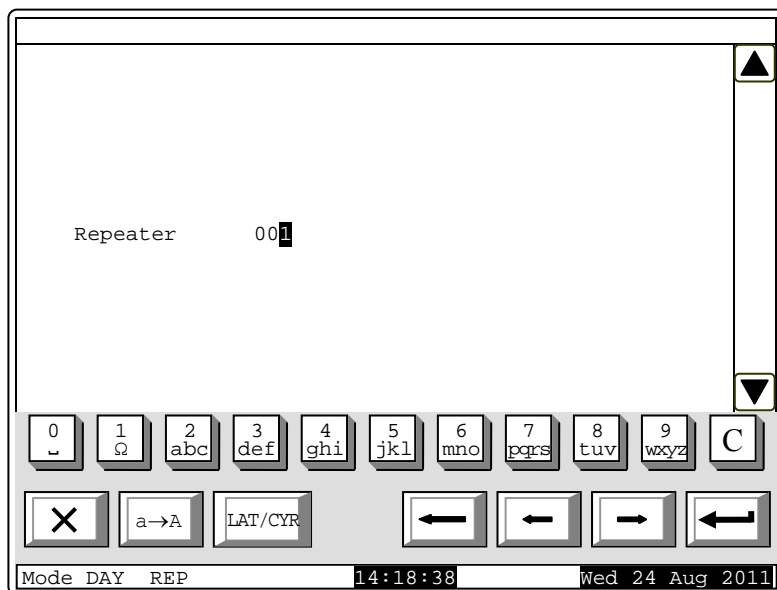 Repeater 001
0 1 2 3 4 5 6 7 8 9 C
␣ Ω abc def ghi jkl mno pqrs tuv wxyz
a→A LAT/CYR
Mode DAY REP 14:18:38 Wed 24 Aug 2011